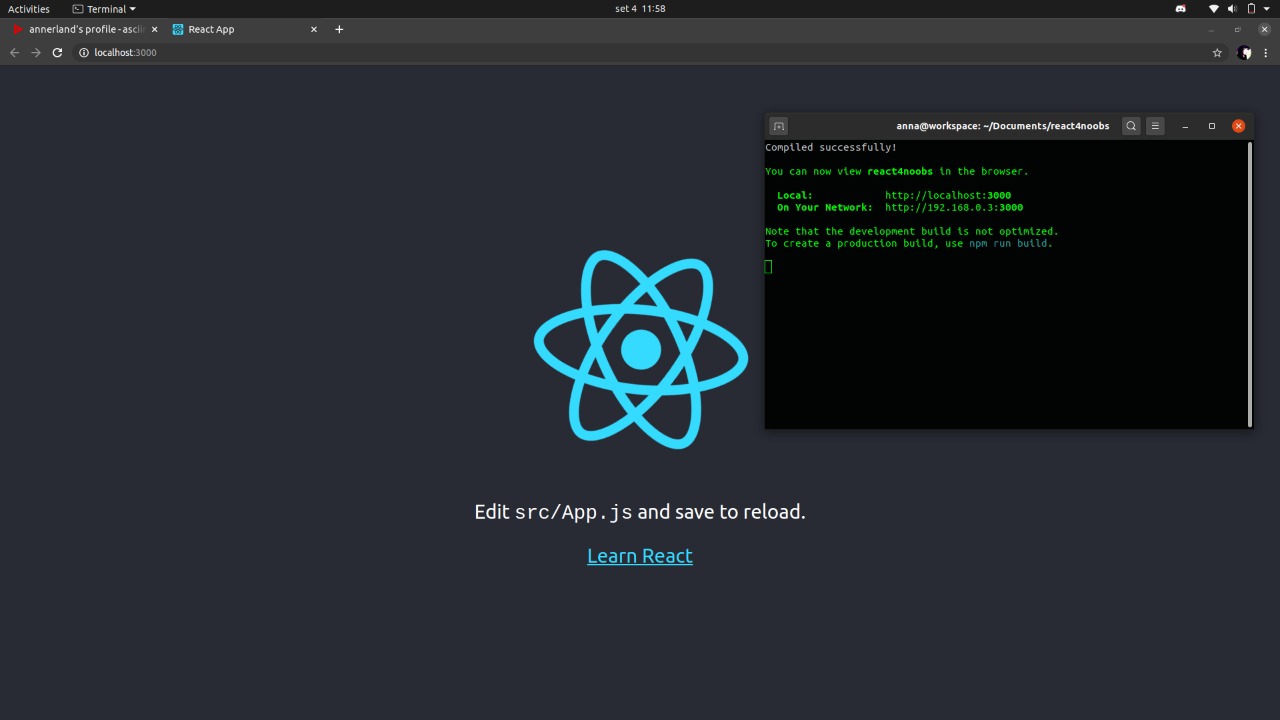 Activities
Terminal
set 4 11:58
annerland's profile - asciin
React App
localhost:3000
anna@workspace: ~/Documents/react4noobs
Compiled successfully!
You can now view react4noobs in the browser.
Local: http://localhost:3000
On Your Network: http://192.168.0.3:3000
Note that the development build is not optimized.
To create a production build, use npm run build.
Edit src/App.js and save to reload.
Learn React